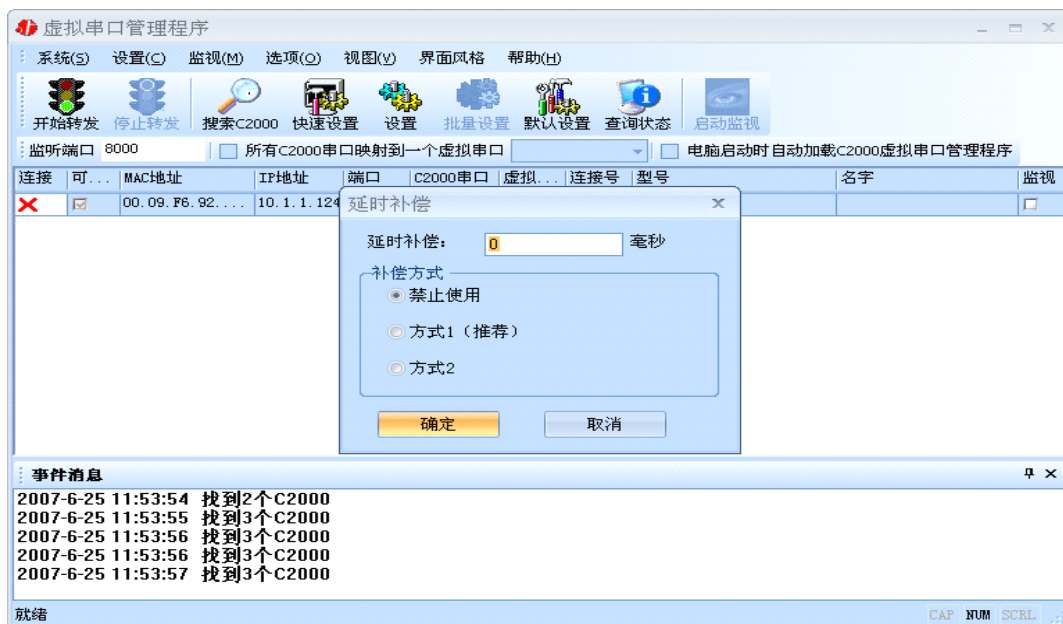 虚拟串口管理程序
系统(S) 设置(C) 监视(M) 选项(O) 视图(V) 界面风格 帮助(H)
开始转发 停止转发 搜索C2000 快速设置 设置 批量设置 默认设置 查询状态 启动监视
监听端口 8000 所有C2000串口映射到一个虚拟串口 电脑启动时自动加载C2000虚拟串口管理程序
连接 可... MAC地址 IP地址 端口 C2000串口 虚拟... 连接号 型号 名字 监视
00.09.F6.92.... 10.1.1.124
延时补偿
延时补偿: 0 毫秒
补偿方式
禁止使用
方式1（推荐）
方式2
确定 取消
事件消息
2007-6-25 11:53:54 找到2个C2000
2007-6-25 11:53:55 找到3个C2000
2007-6-25 11:53:56 找到3个C2000
2007-6-25 11:53:56 找到3个C2000
2007-6-25 11:53:57 找到3个C2000
就绪 CAP NUM SCRL